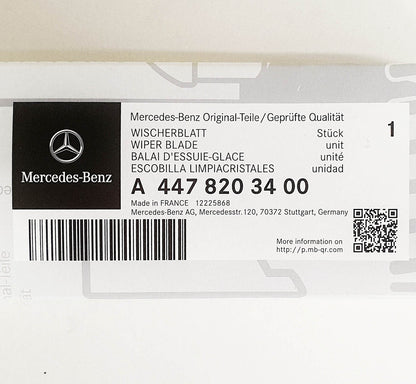 Mercedes-Benz Original-Teile/Geprüfte Qualität
WISCHERBLATT Stück
WIPER BLADE unit
BALAI D'ESSUIE-GLACE unité
ESCOBILLA LIMPIACRISTALES unidad
1
Mercedes-Benz
A 447 820 34 00
Made in FRANCE 12225868
Mercedes-Benz AG, Mercedesstr. 120, 70372 Stuttgart, Germany
More information on
http://p.mb-qr.com